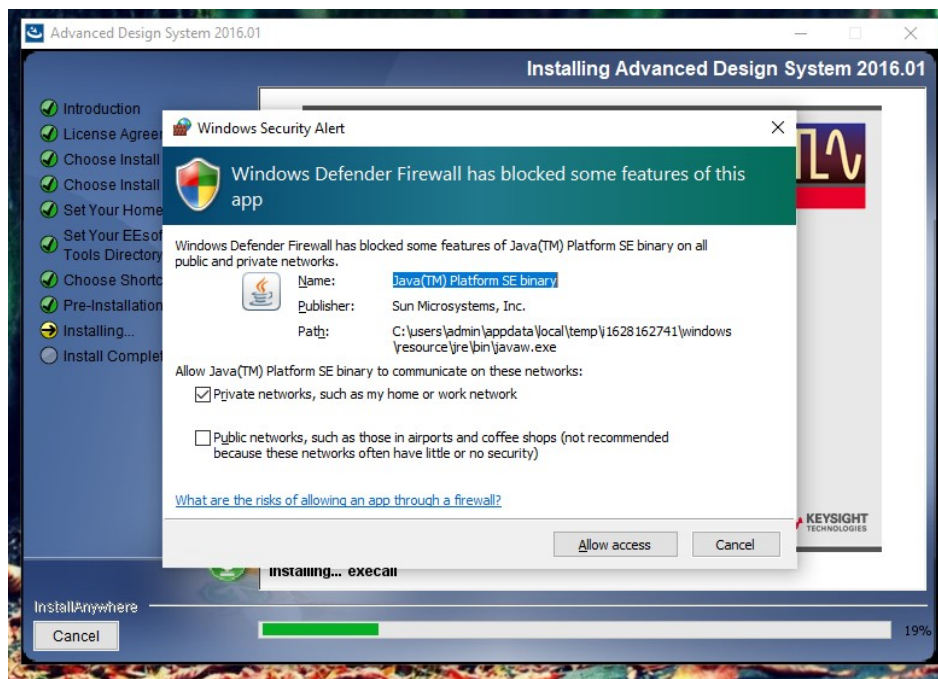 Advanced Design System 2016.01
Installing Advanced Design System 2016.01
Introduction
License Agreer
Choose Install
Choose Install
Set Your Home
Set Your EEsof
Tools Directory
Choose Shortc
Pre-Installation
Installing...
Install Complet
Windows Security Alert
Windows Defender Firewall has blocked some features of this
app
Windows Defender Firewall has blocked some features of Java(TM) Platform SE binary on all
public and private networks.
Name: Java(TM) Platform SE binary
Publisher: Sun Microsystems, Inc.
Path: C:\users\admin\appdata\local\temp\i1628162741\windows
\resource\jre\bin\javaw.exe
Allow Java(TM) Platform SE binary to communicate on these networks:
Private networks, such as my home or work network
Public networks, such as those in airports and coffee shops (not recommended
because these networks often have little or no security)
What are the risks of allowing an app through a firewall?
Allow access
Cancel
KEYSIGHT
TECHNOLOGIES
Installing... execall
InstallAnywhere
Cancel
19%